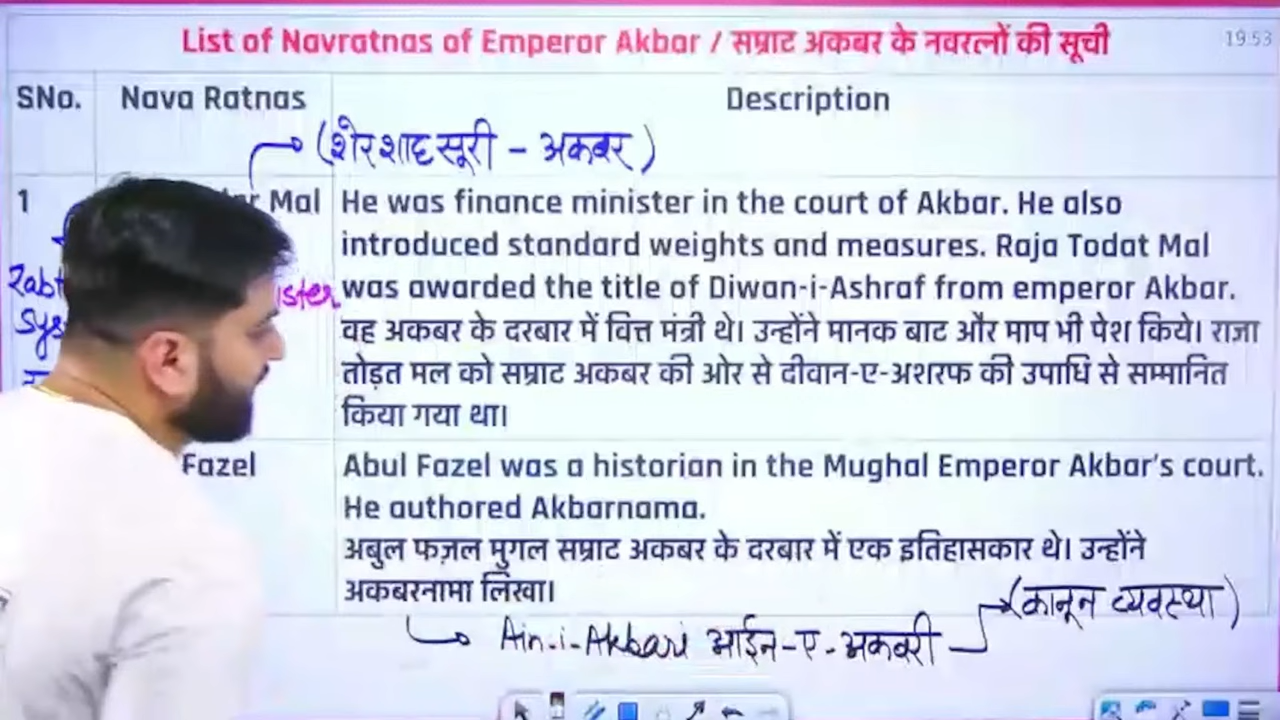 List of Navratnas of Emperor Akbar / सम्राट अकबर के नवरत्नों की सूची
19:53
SNo. Nava Ratnas Description
(शेरशाह सूरी - अकबर)
1 Mal He was finance minister in the court of Akbar. He also
introduced standard weights and measures. Raja Todat Mal
was awarded the title of Diwan-i-Ashraf from emperor Akbar.
वह अकबर के दरबार में वित्त मंत्री थे। उन्होंने मानक बाट और माप भी पेश किये। राजा
तोड़त मल को सम्राट अकबर की ओर से दीवान-ए-अशरफ की उपाधि से सम्मानित
किया गया था।
Fazel Abul Fazel was a historian in the Mughal Emperor Akbar's court.
He authored Akbarnama.
अबुल फज़ल मुगल सम्राट अकबर के दरबार में एक इतिहासकार थे। उन्होंने
अकबरनामा लिखा।
(कानून व्यवस्था)
Ain-i-Akbari आईन-ए-अकबरी